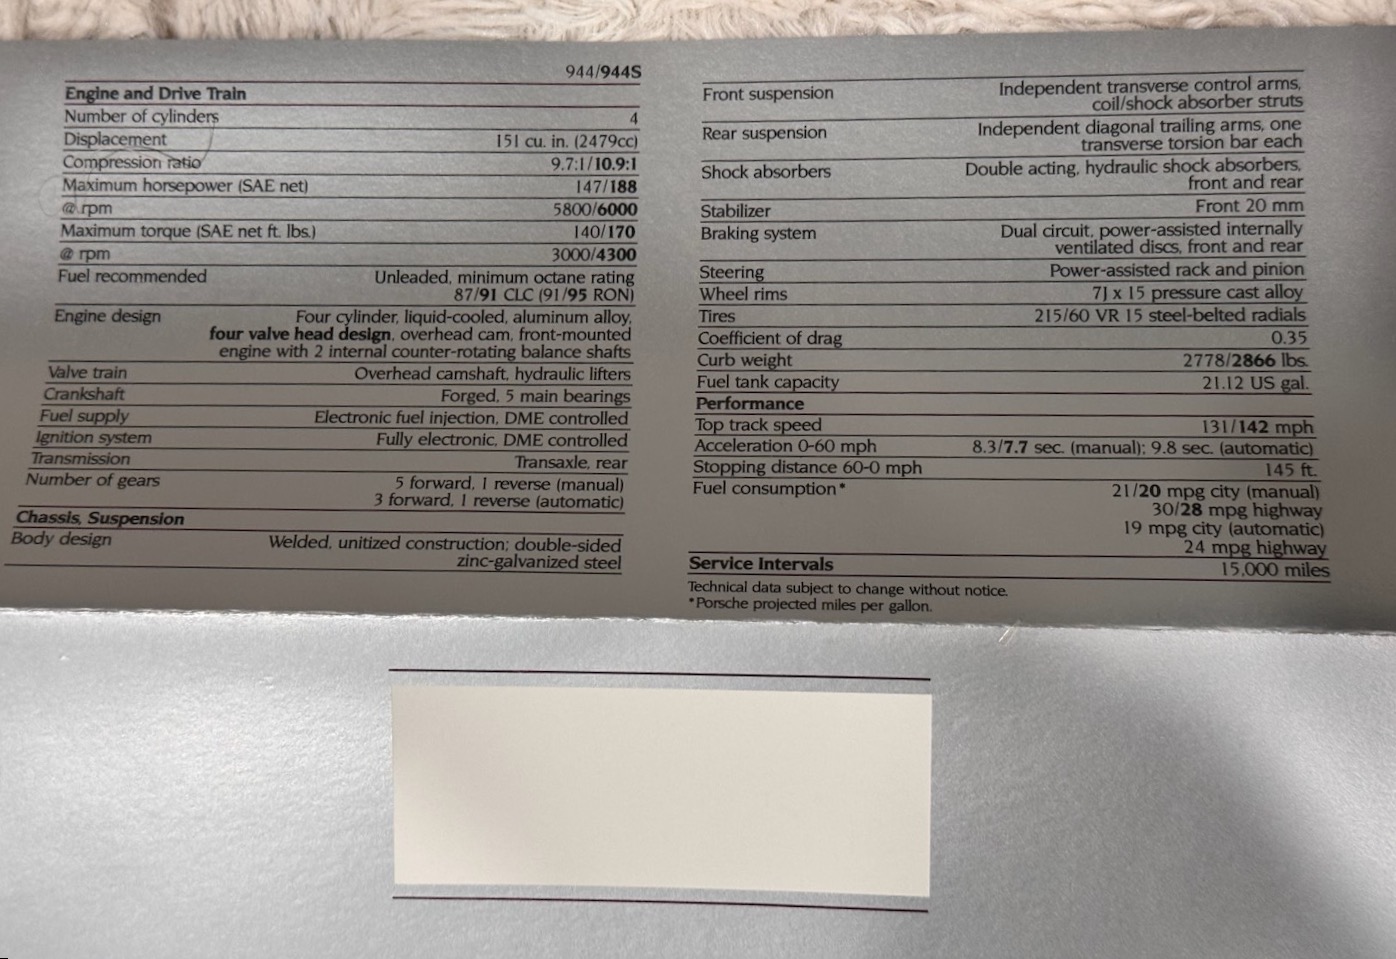 944/944S
Engine and Drive Train
Number of cylinders 4
Displacement 151 cu. in. (2479cc)
Compression ratio 9.7:1/10.9:1
Maximum horsepower (SAE net) 147/188
@ rpm 5800/6000
Maximum torque (SAE net ft. lbs.) 140/170
@ rpm 3000/4300
Fuel recommended Unleaded, minimum octane rating
87/91 CLC (91/95 RON)
Engine design Four cylinder, liquid-cooled, aluminum alloy,
four valve head design, overhead cam, front-mounted
engine with 2 internal counter-rotating balance shafts
Valve train Overhead camshaft, hydraulic lifters
Crankshaft Forged, 5 main bearings
Fuel supply Electronic fuel injection, DME controlled
Ignition system Fully electronic, DME controlled
Transmission Transaxle, rear
Number of gears 5 forward, 1 reverse (manual)
3 forward, 1 reverse (automatic)
Chassis, Suspension
Body design Welded, unitized construction; double-sided
zinc-galvanized steel
Front suspension Independent transverse control arms,
coil/shock absorber struts
Rear suspension Independent diagonal trailing arms, one
transverse torsion bar each
Shock absorbers Double acting, hydraulic shock absorbers,
front and rear
Stabilizer Front 20 mm
Braking system Dual circuit, power-assisted internally
ventilated discs, front and rear
Steering Power-assisted rack and pinion
Wheel rims 7J x 15 pressure cast alloy
Tires 215/60 VR 15 steel-belted radials
Coefficient of drag 0.35
Curb weight 2778/2866 lbs.
Fuel tank capacity 21.12 US gal.
Performance
Top track speed 131/142 mph
Acceleration 0-60 mph 8.3/7.7 sec. (manual); 9.8 sec. (automatic)
Stopping distance 60-0 mph 145 ft.
Fuel consumption* 21/20 mpg city (manual)
30/28 mpg highway
19 mpg city (automatic)
24 mpg highway
Service Intervals 15,000 miles
Technical data subject to change without notice.
*Porsche projected miles per gallon.